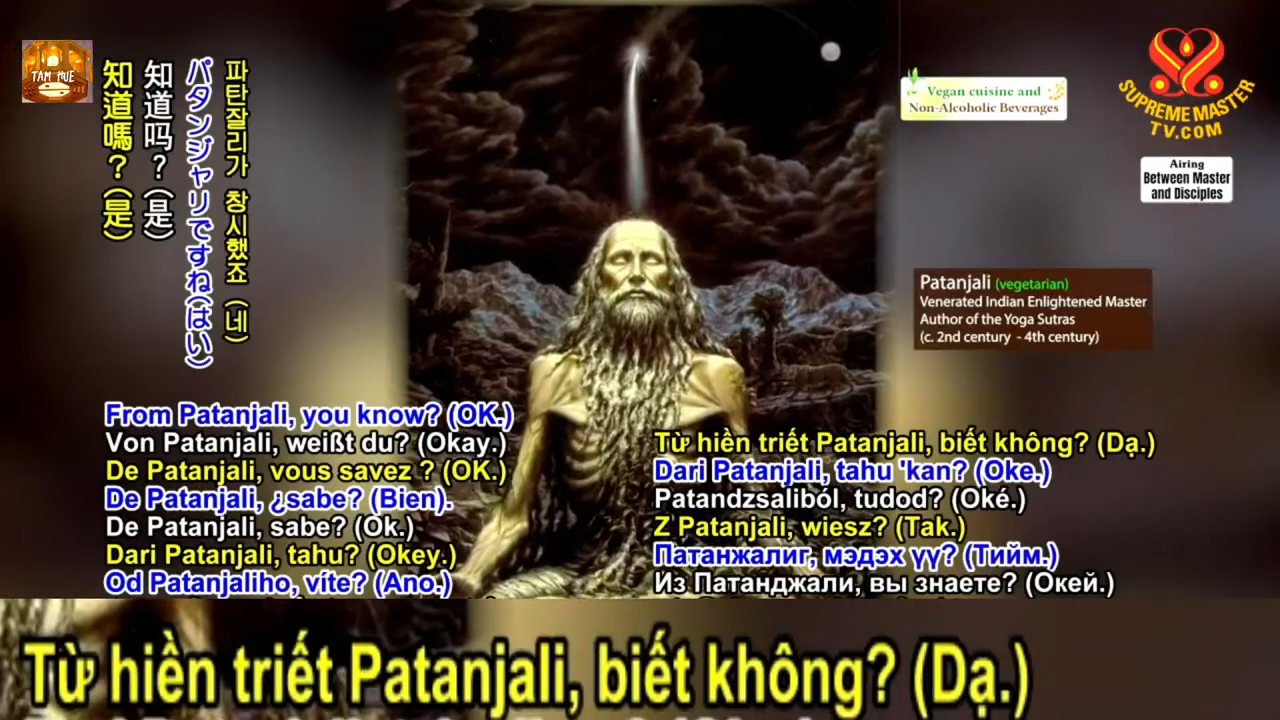 TAM HUE
知道嗎？(是)
知道吗？(是)
パタンジャリですね(はい)
파탄잘리가 창시했죠 (네)
Vegan cuisine and
Non-Alcoholic Beverages
SUPREME MASTER
TV.COM
Airing
Between Master
and Disciples
Patanjali (vegetarian)
Venerated Indian Enlightened Master
Author of the Yoga Sutras
(c. 2nd century - 4th century)
From Patanjali, you know? (OK.)
Von Patanjali, weißt du? (Okay.)
De Patanjali, vous savez ? (OK.)
De Patanjali, ¿sabe? (Bien).
De Patanjali, sabe? (Ok.)
Dari Patanjali, tahu? (Okey.)
Od Patanjaliho, víte? (Ano.)
Từ hiền triết Patanjali, biết không? (Dạ.)
Dari Patanjali, tahu 'kan? (Oke.)
Patandzsaliból, tudod? (Oké.)
Z Patanjali, wiesz? (Tak.)
Патанжалиг, мэдэх үү? (Тийм.)
Из Патанджали, вы знаете? (Окей.)
Từ hiền triết Patanjali, biết không? (Dạ.)